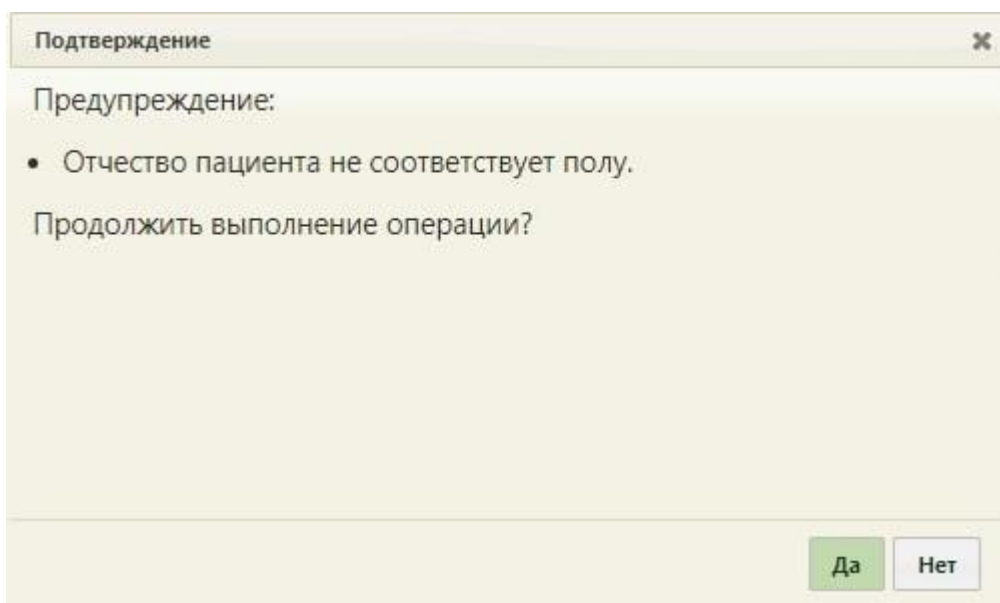 Подтверждение
Предупреждение:
• Отчество пациента не соответствует полу.
Продолжить выполнение операции?
Да Нет